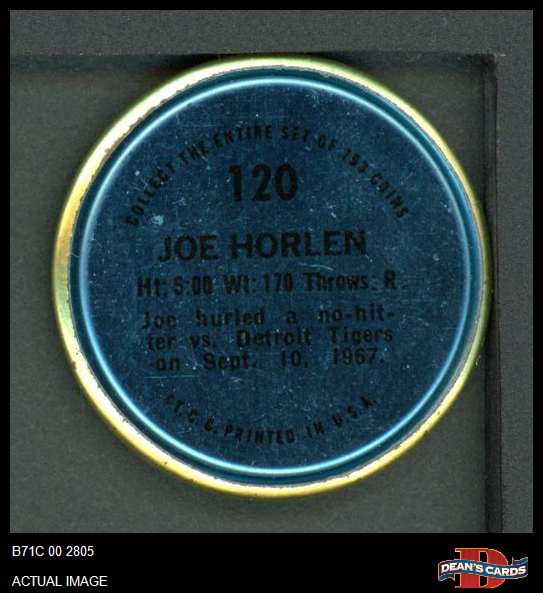 COLLECT THE ENTIRE SET OF 153 COINS
120
JOE HORLEN
Ht: 6:00 Wt: 170 Throws: R
Joe hurled a no-hit-
ter vs. Detroit Tigers
on Sept. 10, 1967.
©T.C.G. PRINTED IN U.S.A.
B71C 00 2805
ACTUAL IMAGE
D
DEAN'S CARDS